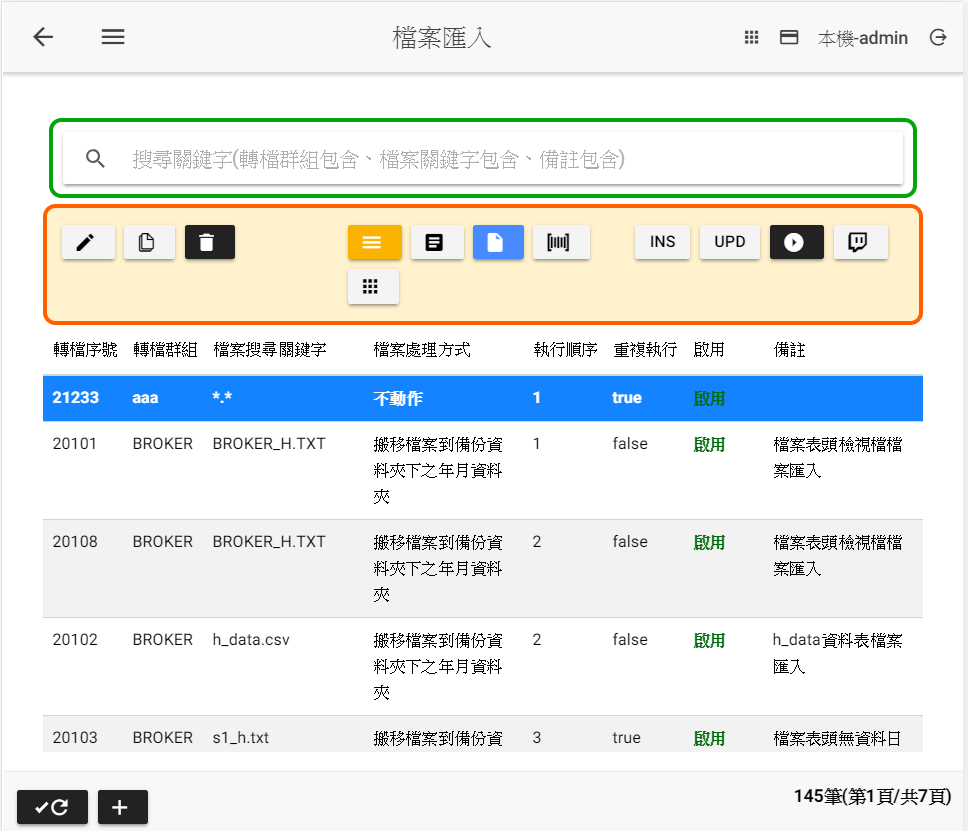 檔案匯入
本機-admin
搜尋關鍵字(轉檔群組包含、檔案關鍵字包含、備註包含)
INS UPD
轉檔序號 轉檔群組 檔案搜尋關鍵字 檔案處理方式 執行順序 重複執行 啟用 備註
21233 aaa *.* 不動作 1 true 啟用
20101 BROKER BROKER_H.TXT 搬移檔案到備份資 1 false 啟用 檔案表頭檢視檔檔
料夾下之年月資料 案匯入
夾
20108 BROKER BROKER_H.TXT 搬移檔案到備份資 2 false 啟用 檔案表頭檢視檔檔
料夾下之年月資料 案匯入
夾
20102 BROKER h_data.csv 搬移檔案到備份資 2 false 啟用 h_data資料表檔案
料夾下之年月資料 匯入
夾
20103 BROKER s1_h.txt 搬移檔案到備份資 3 true 啟用 檔案表頭無資料日
145筆(第1頁/共7頁)